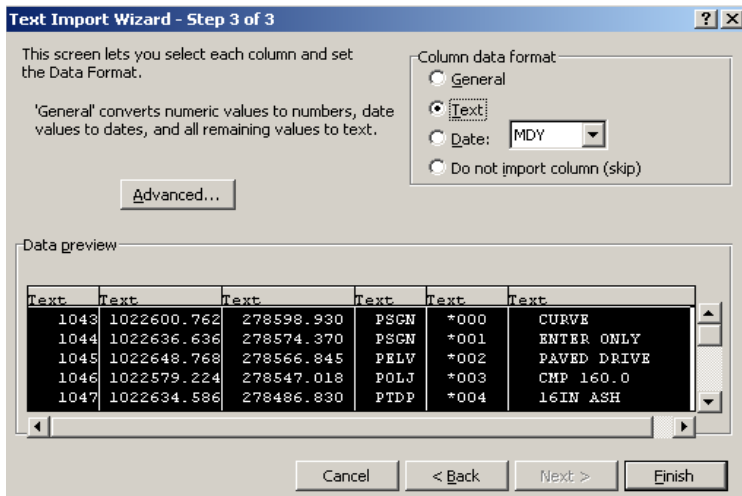 Text Import Wizard - Step 3 of 3
This screen lets you select each column and set
the Data Format.
'General' converts numeric values to numbers, date
values to dates, and all remaining values to text.
Advanced...
Column data format
General
Text
Date: MDY
Do not import column (skip)
Data preview
Text Text Text Text Text Text
1043 1022600.762 278598.930 PSGN *000 CURVE
1044 1022636.636 278574.370 PSGN *001 ENTER ONLY
1045 1022648.768 278566.845 PELV *002 PAVED DRIVE
1046 1022579.224 278547.018 POLJ *003 CMP 160.0
1047 1022634.586 278486.830 PTDP *004 16IN ASH
Cancel < Back Next > Finish